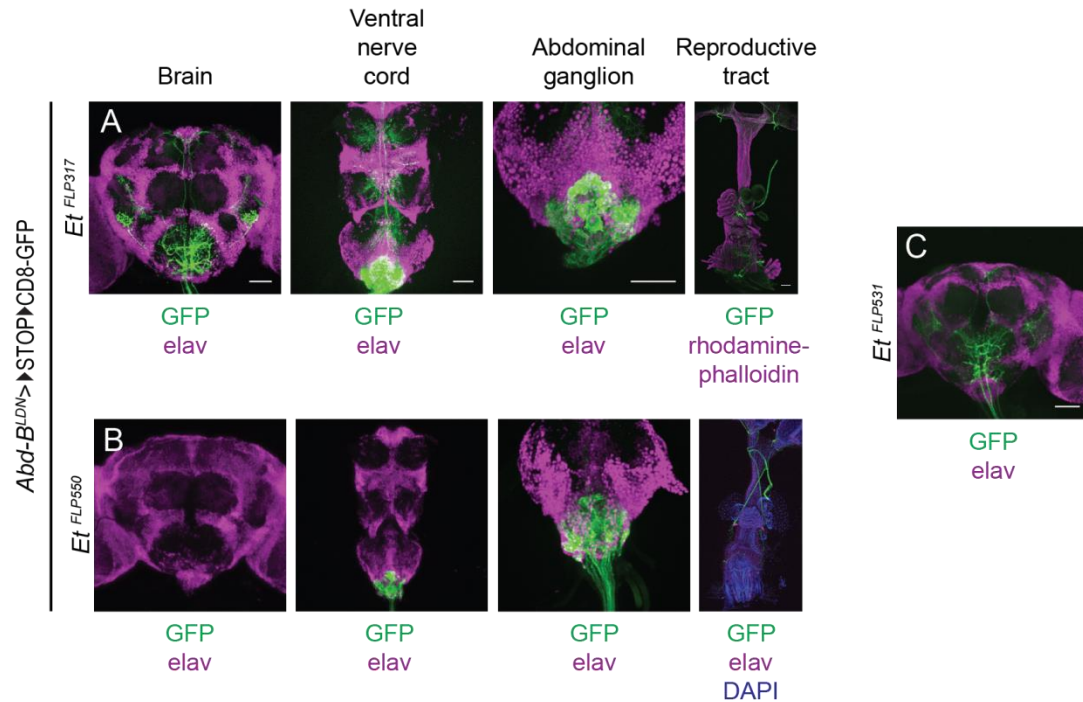 Brain
Ventral
nerve
cord
Abdominal
ganglion
Reproductive
tract
Abd-B^LDN>▶STOP▶CD8-GFP
Et ^FLP317
A
GFP
elav
GFP
elav
GFP
elav
GFP
rhodamine-
phalloidin
Et ^FLP550
B
GFP
elav
GFP
elav
GFP
elav
GFP
elav
DAPI
Et ^FLP531
C
GFP
elav